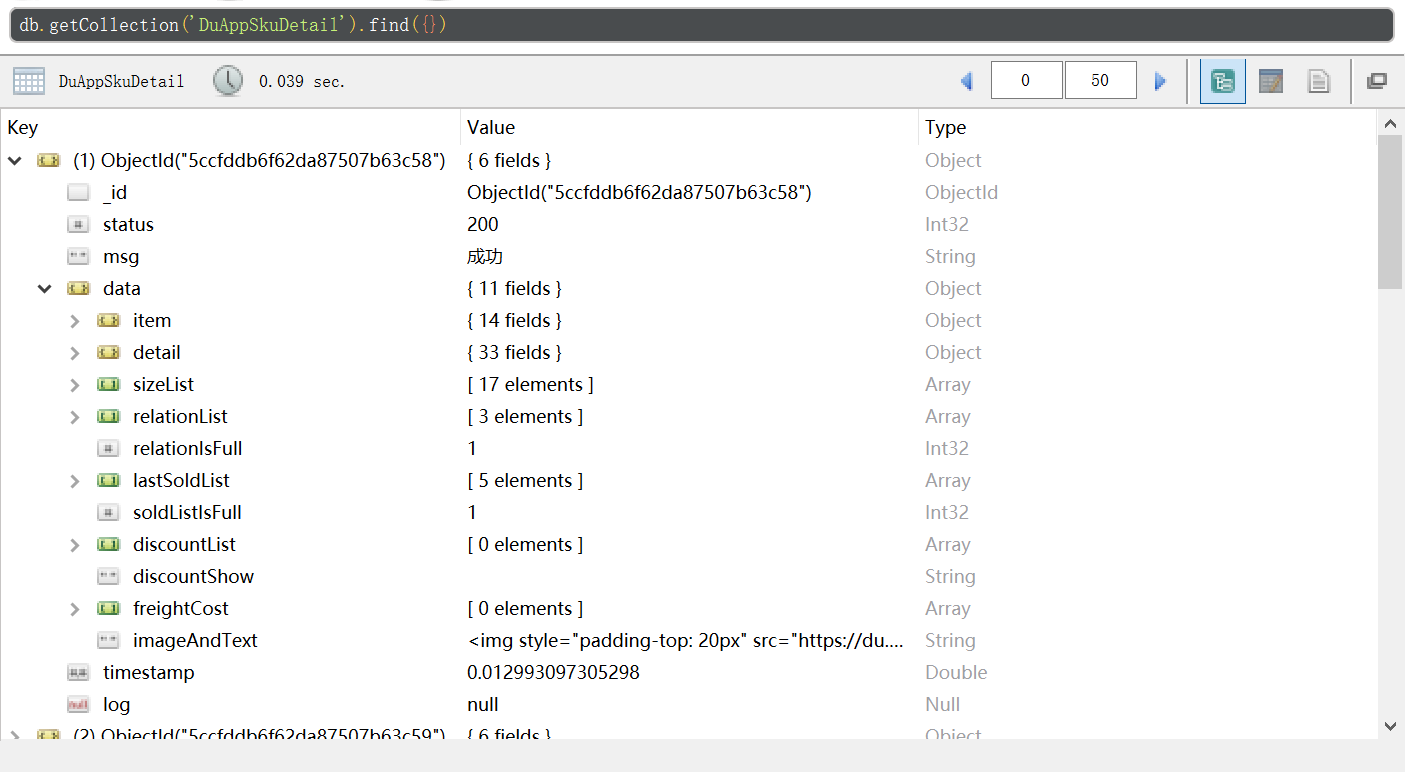 db.getCollection('DuAppSkuDetail').find({})
DuAppSkuDetail 0.039 sec. 0 50
Key Value Type
(1) ObjectId("5ccfddb6f62da87507b63c58") { 6 fields } Object
_id ObjectId("5ccfddb6f62da87507b63c58") ObjectId
status 200 Int32
msg 成功 String
data { 11 fields } Object
item { 14 fields } Object
detail { 33 fields } Object
sizeList [ 17 elements ] Array
relationList [ 3 elements ] Array
relationIsFull 1 Int32
lastSoldList [ 5 elements ] Array
soldListIsFull 1 Int32
discountList [ 0 elements ] Array
discountShow String
freightCost [ 0 elements ] Array
imageAndText <img style="padding-top: 20px" src="https://du.... String
timestamp 0.012993097305298 Double
log null Null
(2) ObjectId("5ccfddb6f62da87507b63c59") { 6 fields } Object